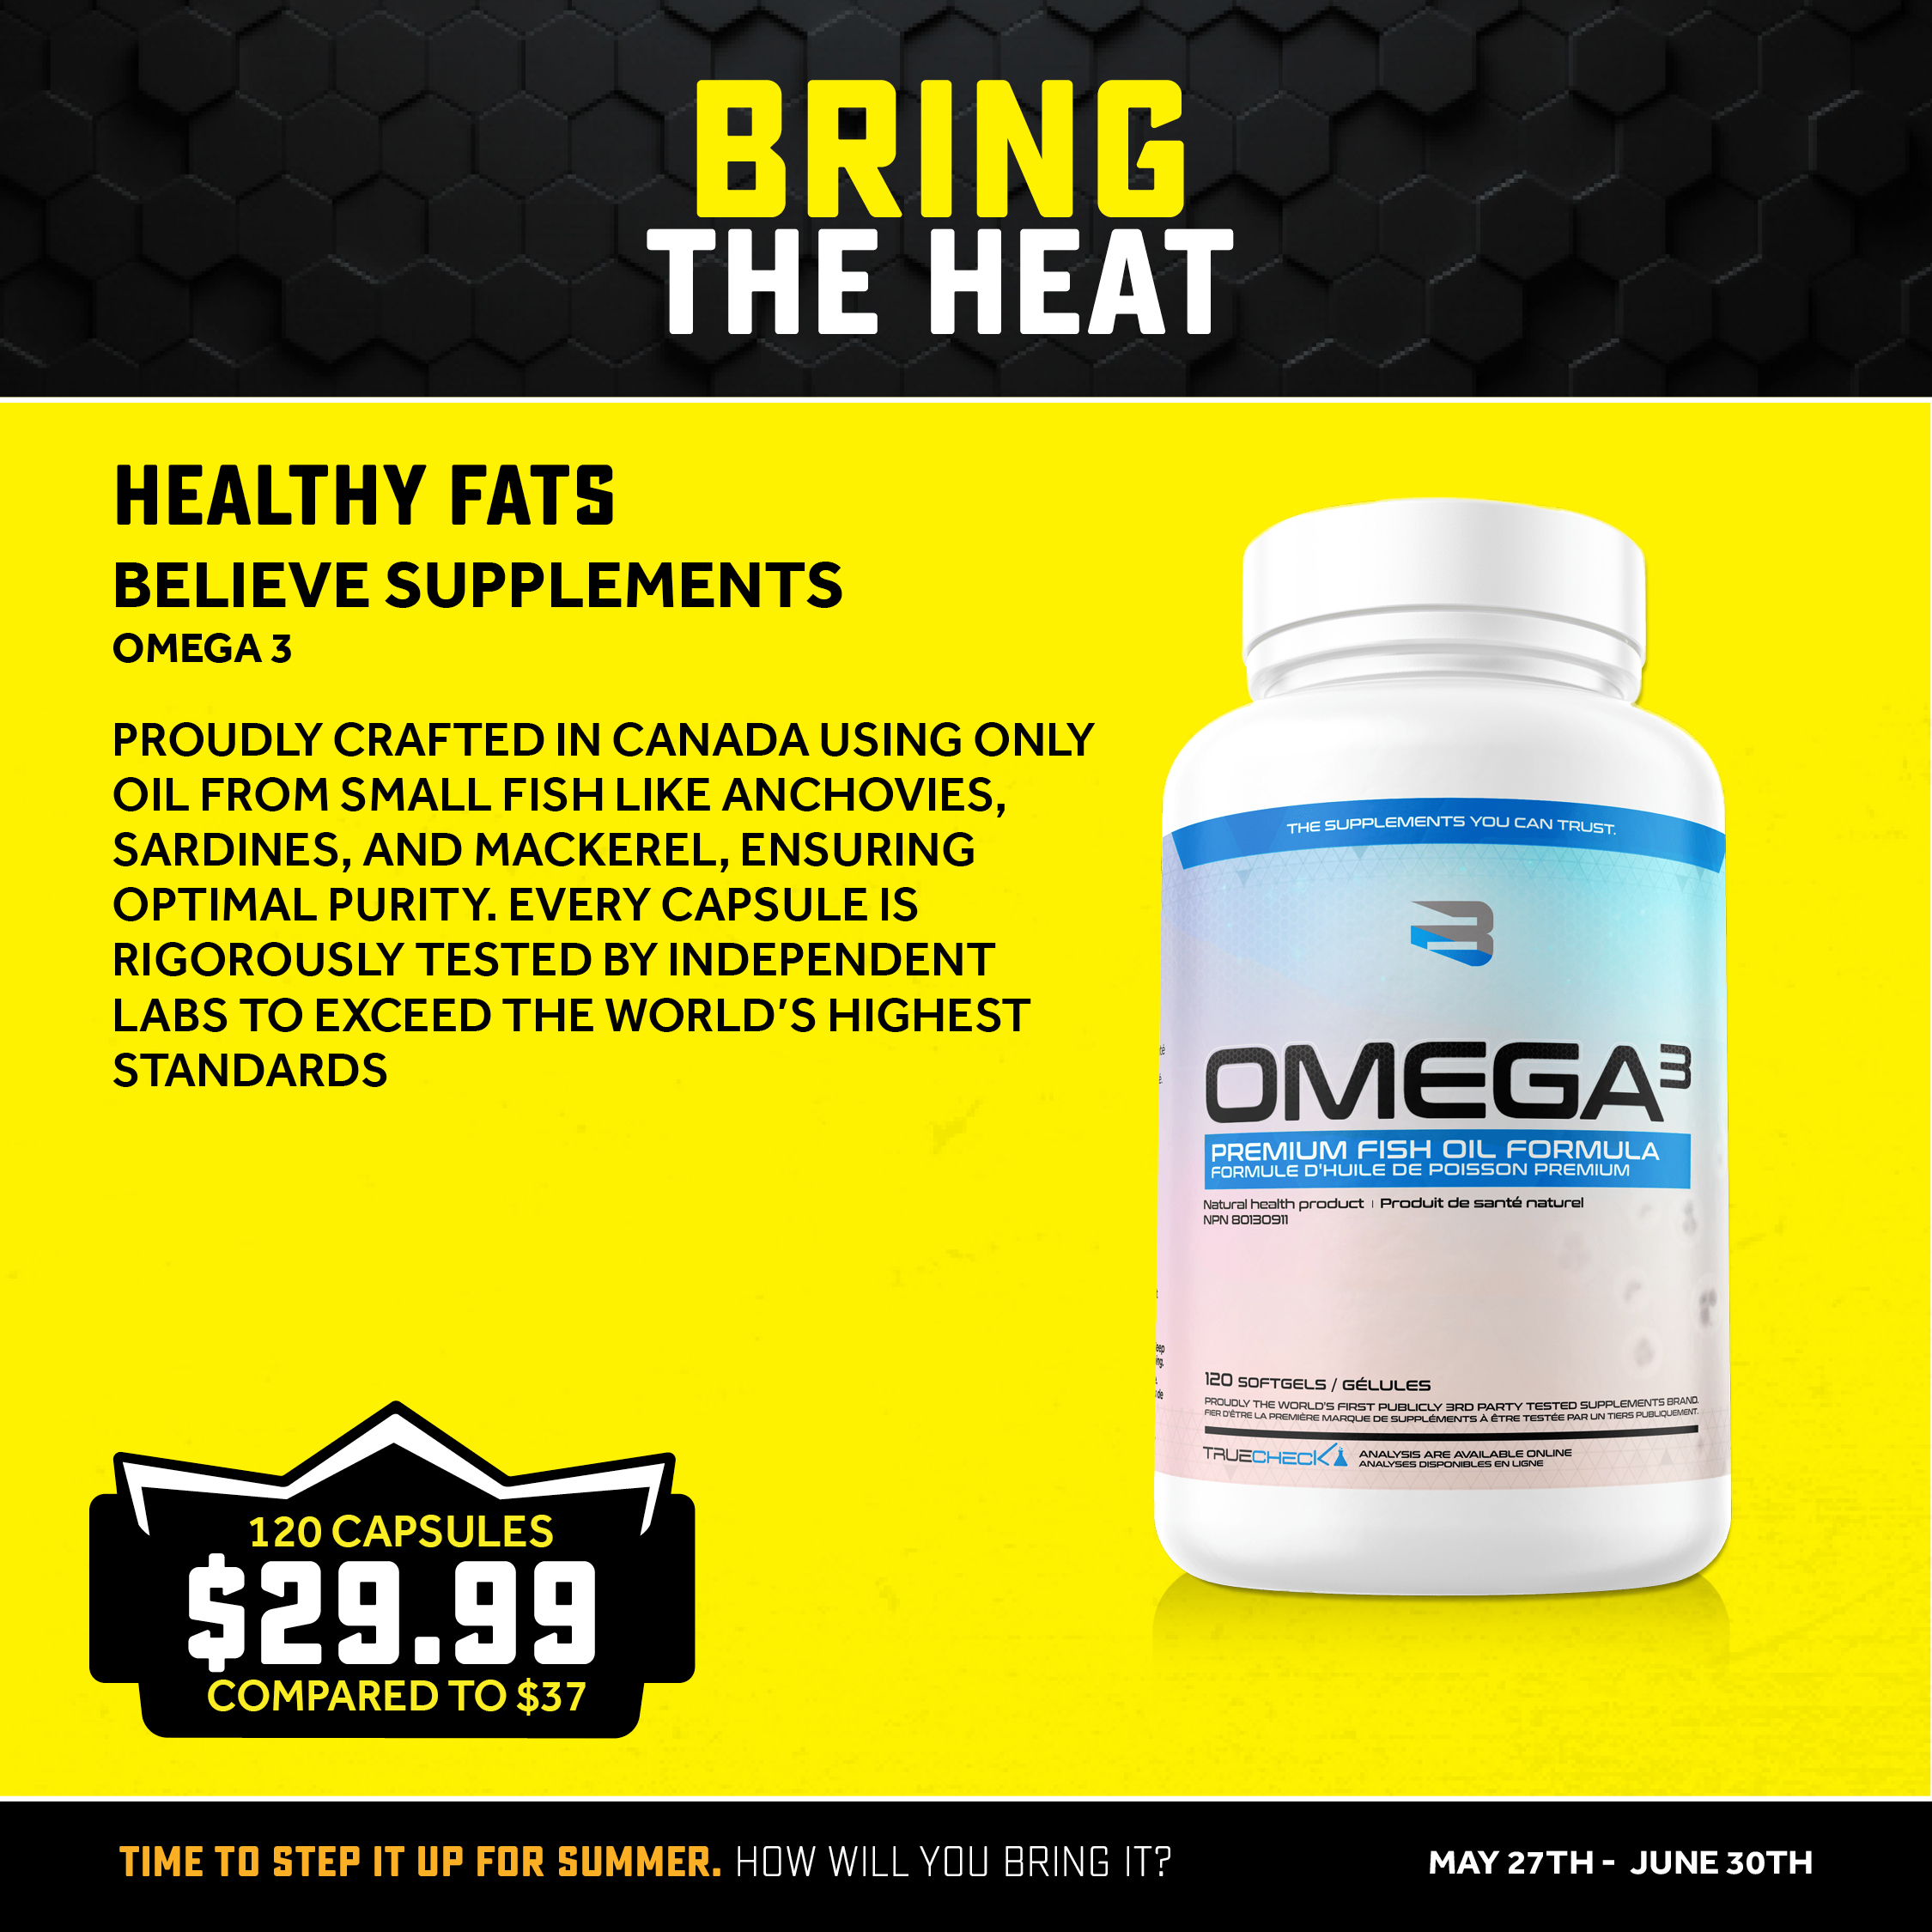 BRING
THE HEAT
HEALTHY FATS
BELIEVE SUPPLEMENTS
OMEGA 3
PROUDLY CRAFTED IN CANADA USING ONLY
OIL FROM SMALL FISH LIKE ANCHOVIES,
SARDINES, AND MACKEREL, ENSURING
OPTIMAL PURITY. EVERY CAPSULE IS
RIGOROUSLY TESTED BY INDEPENDENT
LABS TO EXCEED THE WORLD'S HIGHEST
STANDARDS
THE SUPPLEMENTS YOU CAN TRUST.
OMEGA³
PREMIUM FISH OIL FORMULA
FORMULE D'HUILE DE POISSON PREMIUM
Natural health product | Produit de santé naturel
NPN 80130911
120 SOFTGELS / GÉLULES
PROUDLY THE WORLD'S FIRST PUBLICLY 3RD PARTY TESTED SUPPLEMENTS BRAND.
FIER D'ÊTRE LA PREMIÈRE MARQUE DE SUPPLÉMENTS À ÊTRE TESTÉE PAR UN TIERS PUBLIQUEMENT.
TRUECHECK
ANALYSIS ARE AVAILABLE ONLINE
ANALYSES DISPONIBLES EN LIGNE
120 CAPSULES
$29.99
COMPARED TO $37
TIME TO STEP IT UP FOR SUMMER. HOW WILL YOU BRING IT?
MAY 27TH - JUNE 30TH